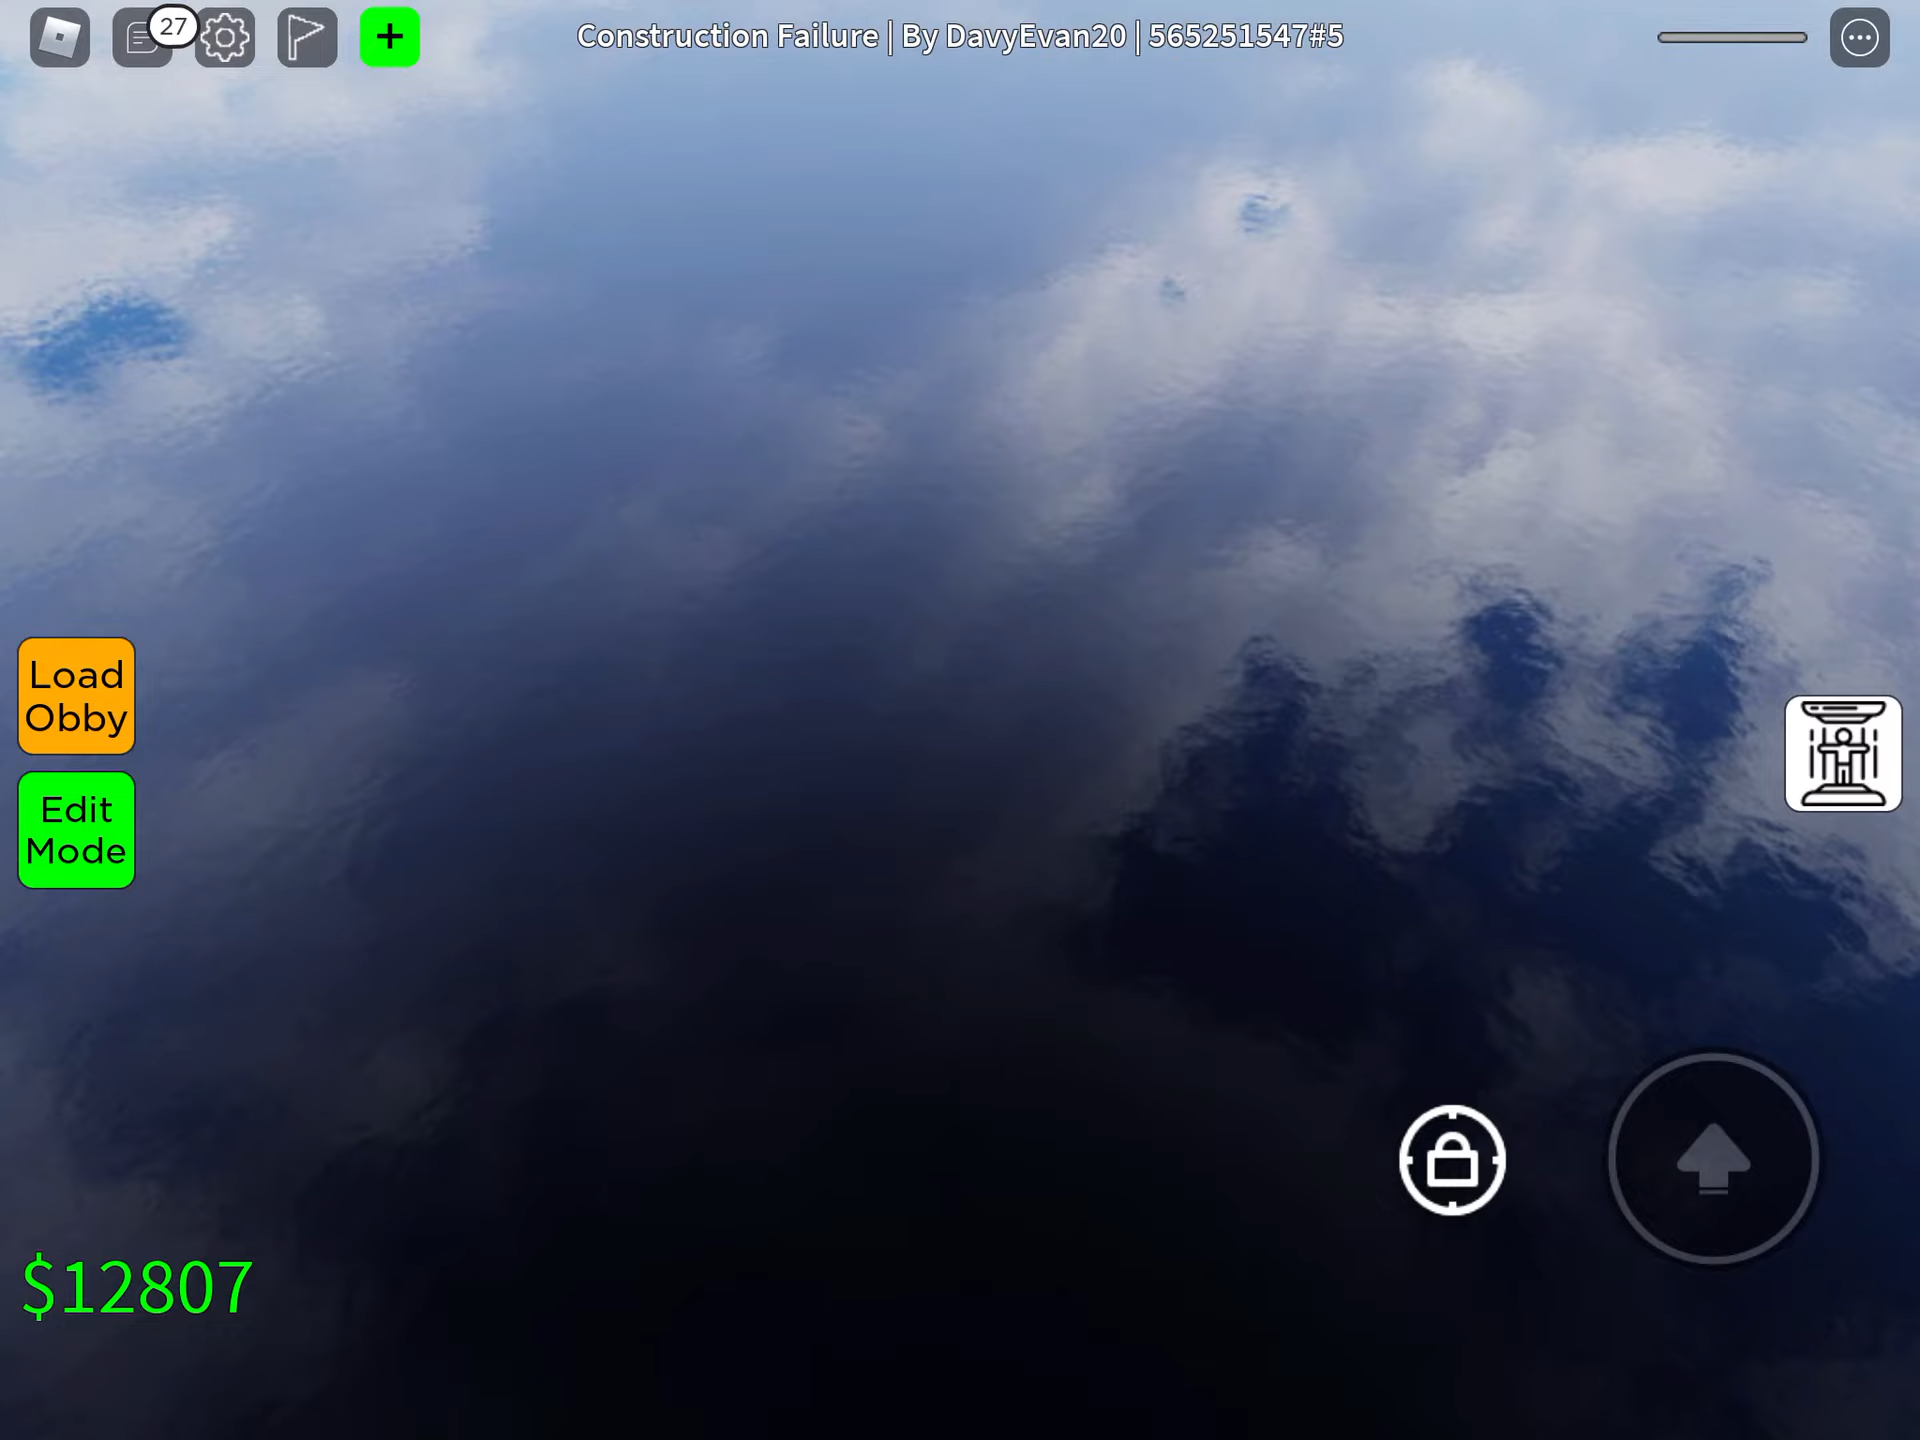 27
Construction Failure | By DavyEvan20 | 565251547#5
Load
Obby
Edit
Mode
$12807